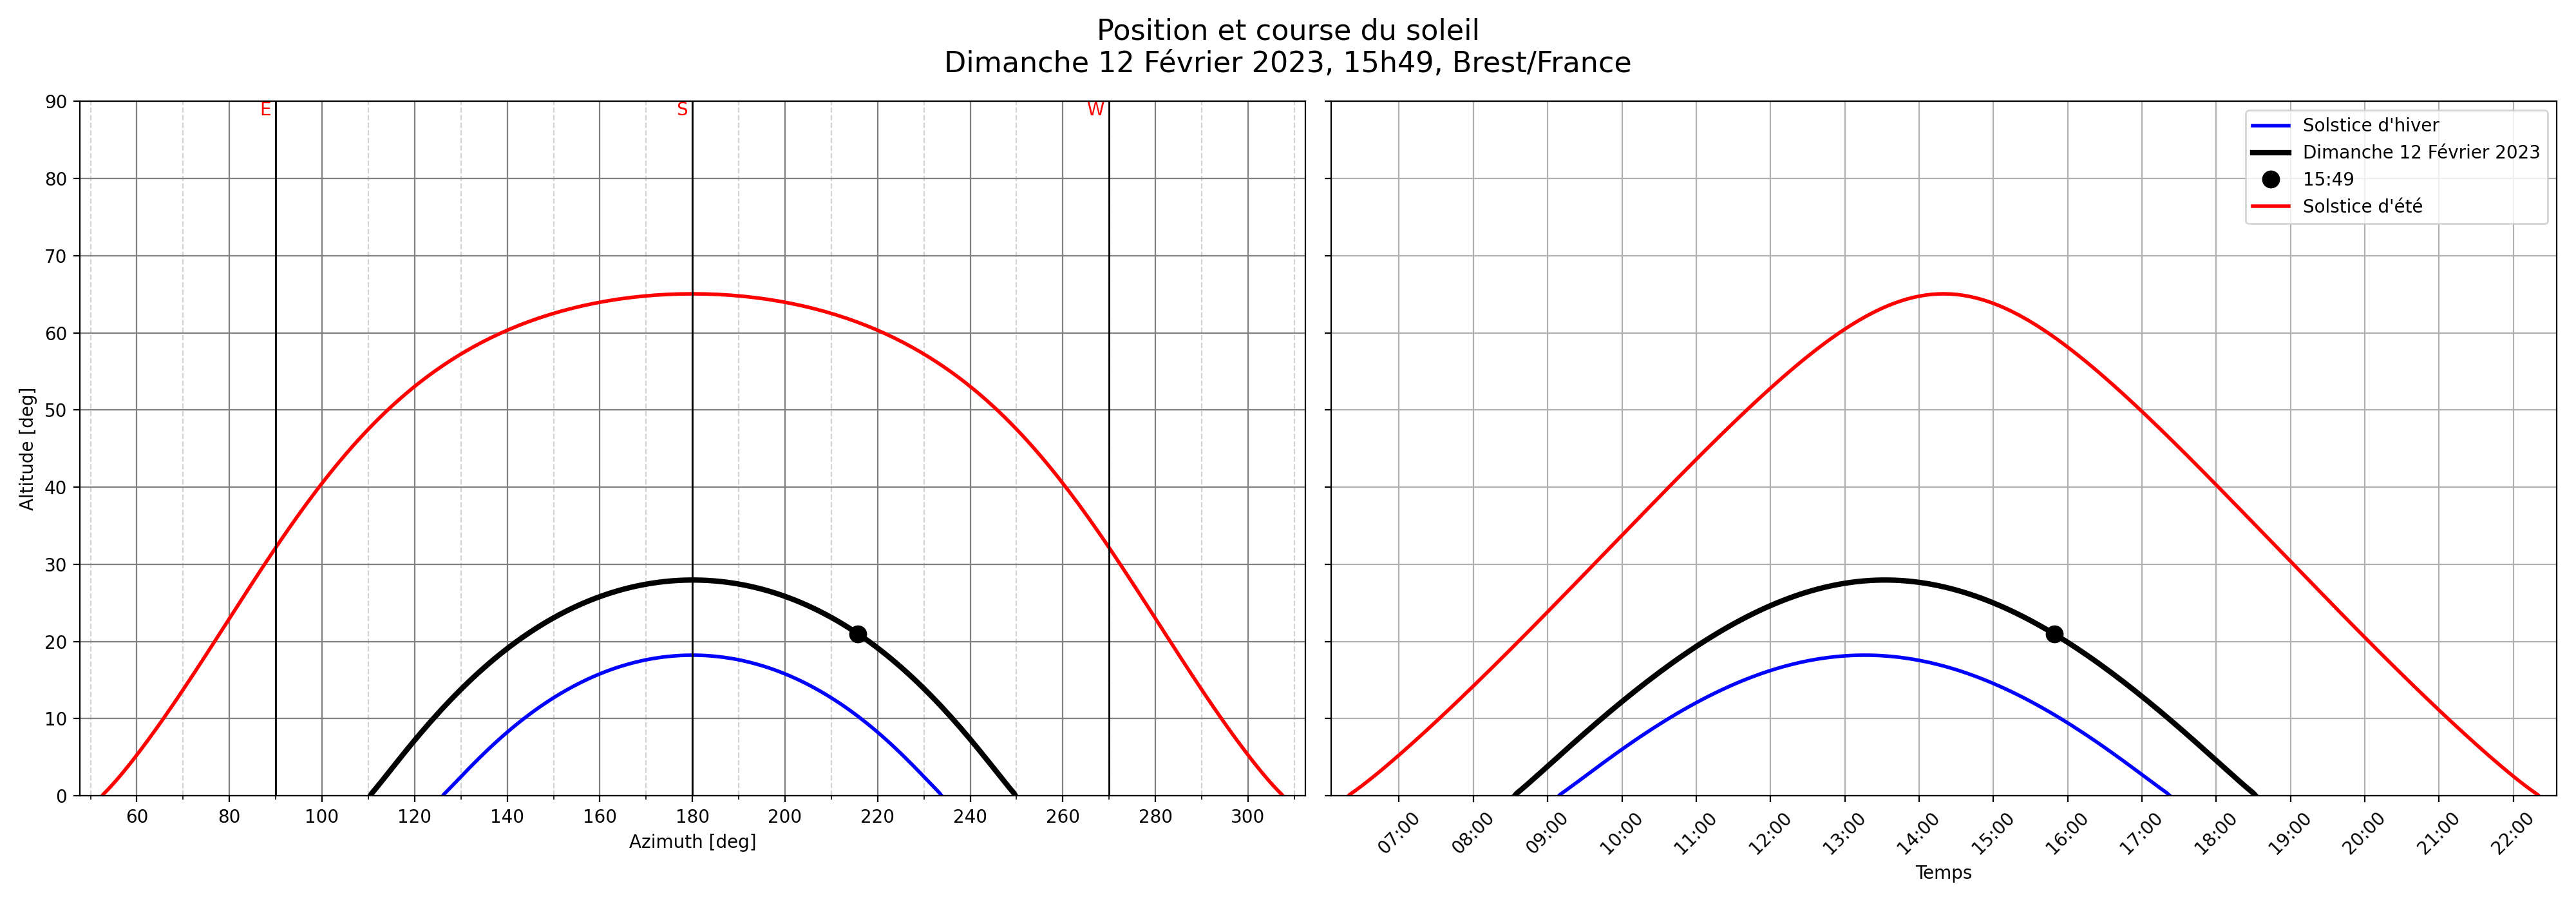 Position et course du soleil
Dimanche 12 Février 2023, 15h49, Brest/France
E
S
W
90
80
70
60
50
40
30
20
10
0
Altitude [deg]
60 80 100 120 140 160 180 200 220 240 260 280 300
Azimuth [deg]
Solstice d'hiver
Dimanche 12 Février 2023
15:49
Solstice d'été
07:00 08:00 09:00 10:00 11:00 12:00 13:00 14:00 15:00 16:00 17:00 18:00 19:00 20:00 21:00 22:00
Temps